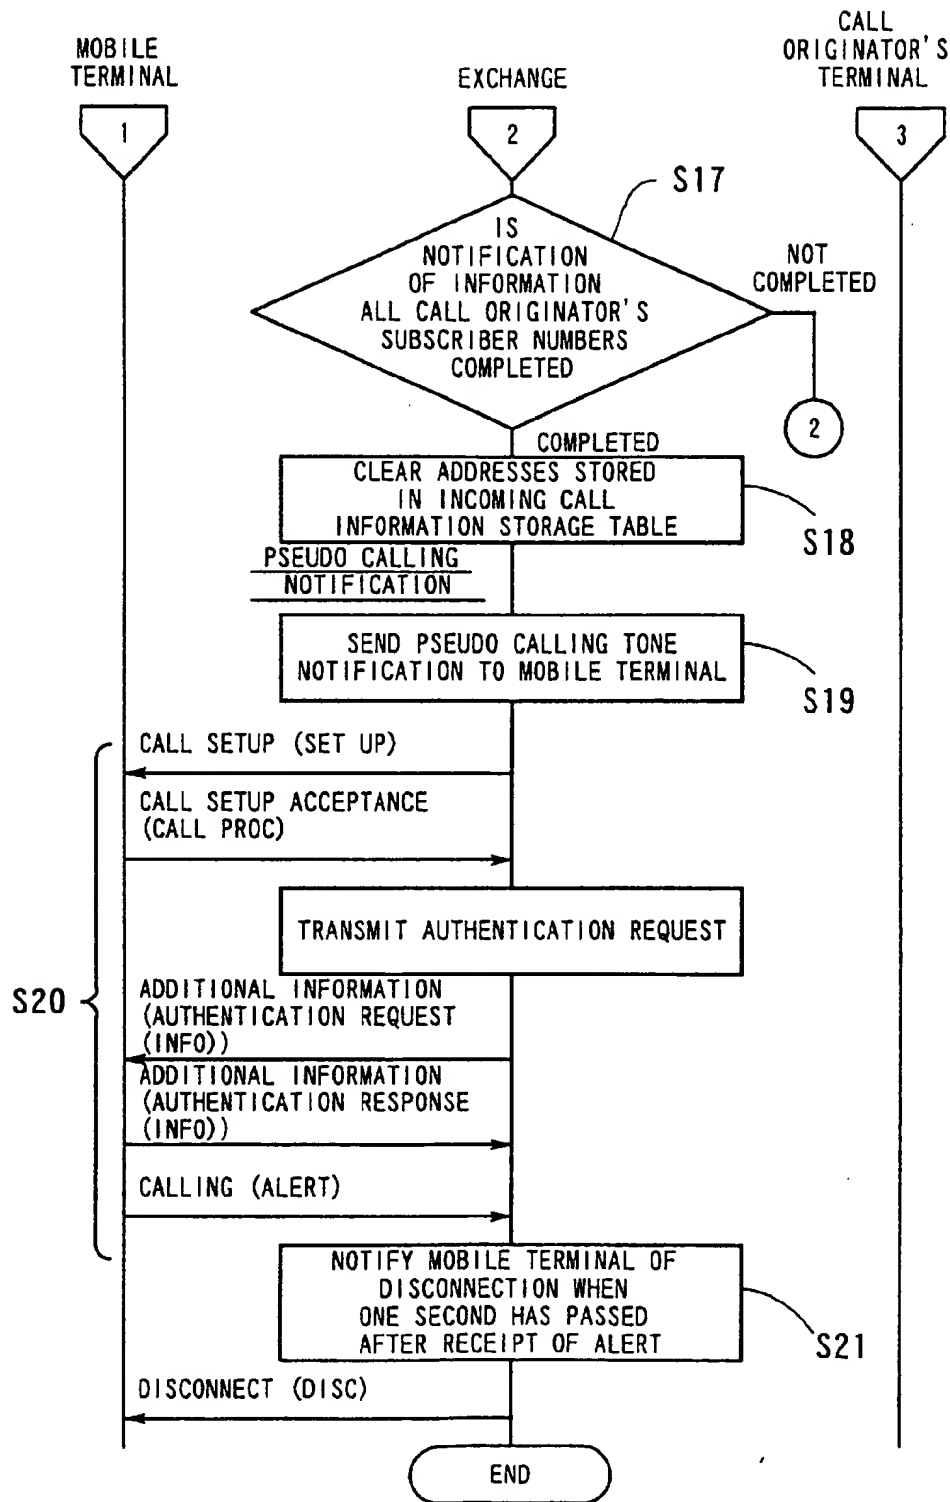 MOBILE
TERMINAL
EXCHANGE
CALL
ORIGINATOR'S
TERMINAL
1
2
3
S17
IS
NOTIFICATION
OF INFORMATION
ALL CALL ORIGINATOR'S
SUBSCRIBER NUMBERS
COMPLETED
NOT
COMPLETED
2
COMPLETED
CLEAR ADDRESSES STORED
IN INCOMING CALL
INFORMATION STORAGE TABLE
S18
PSEUDO CALLING
NOTIFICATION
SEND PSEUDO CALLING TONE
NOTIFICATION TO MOBILE TERMINAL
S19
CALL SETUP (SET UP)
CALL SETUP ACCEPTANCE
(CALL PROC)
TRANSMIT AUTHENTICATION REQUEST
S20
ADDITIONAL INFORMATION
(AUTHENTICATION REQUEST
(INFO))
ADDITIONAL INFORMATION
(AUTHENTICATION RESPONSE
(INFO))
CALLING (ALERT)
NOTIFY MOBILE TERMINAL OF
DISCONNECTION WHEN
ONE SECOND HAS PASSED
AFTER RECEIPT OF ALERT
S21
DISCONNECT (DISC)
END